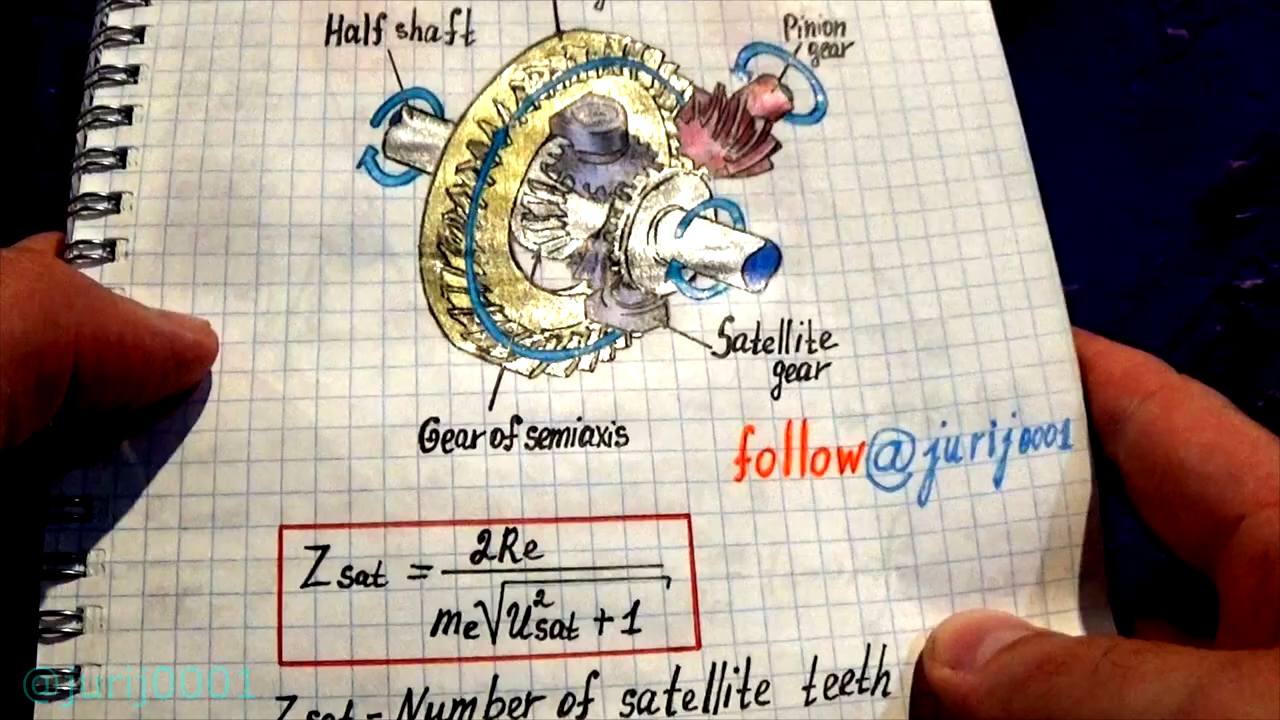 Half shaft
Pinion
gear
Satellite
gear
Gear of semiaxis
follow@jurij0001
Zsat = 2Re / me√(U²sat + 1)
Zsat - Number of satellite teeth
@jurij0001